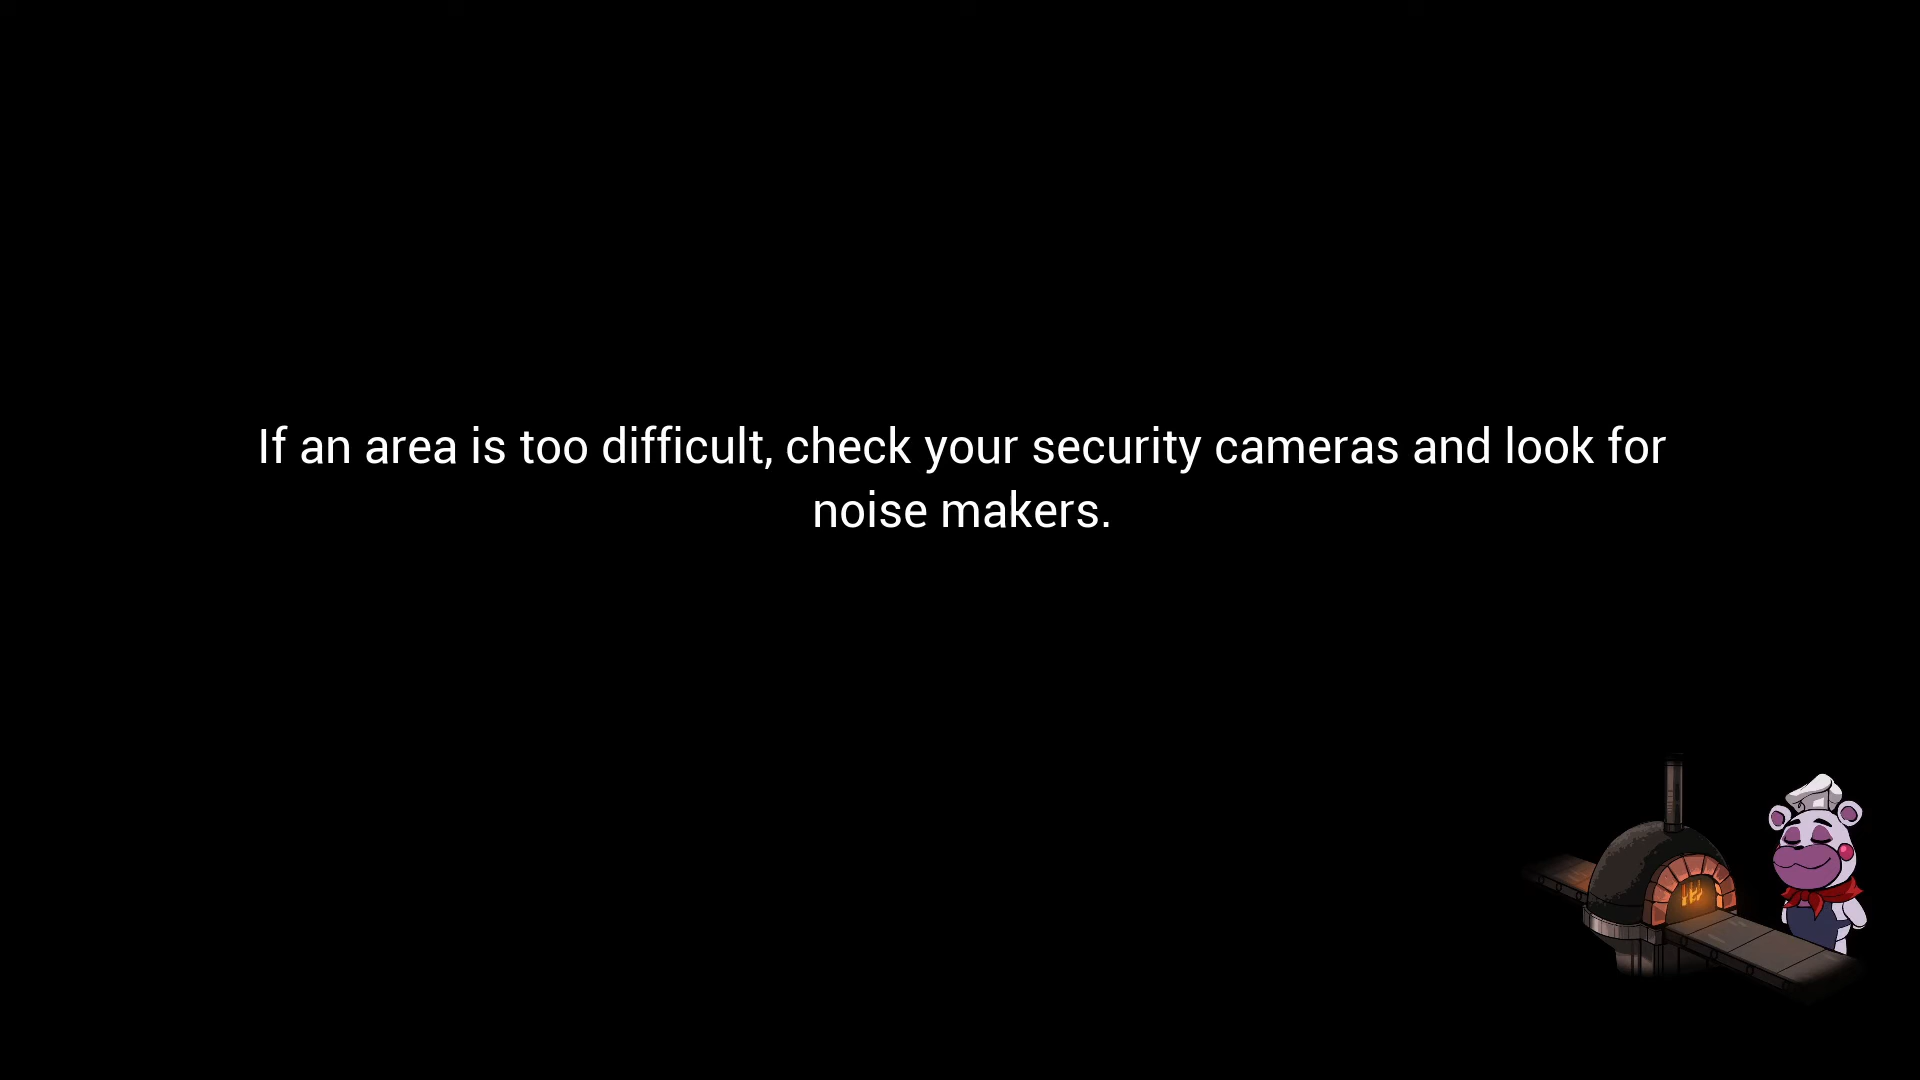 If an area is too difficult, check your security cameras and look for
noise makers.